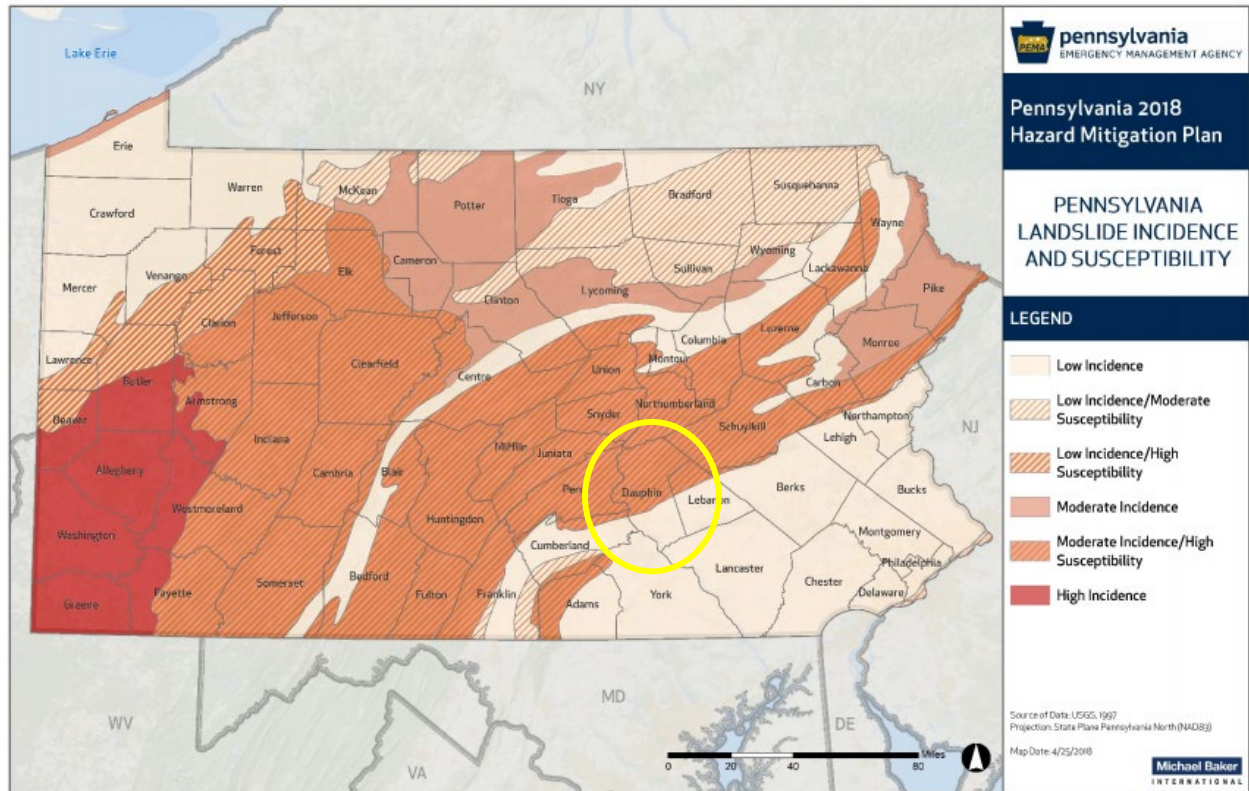 Lake Erie
NY
Erie
Warren
McKean
Potter
Tioga
Bradford
Susquehanna
Wayne
Crawford
Forest
Elk
Cameron
Wyoming
Lackawanna
Venango
Sullivan
Mercer
Clinton
Lycoming
Pike
Clarion
Jefferson
Luzerne
Lawrence
Clearfield
Columbia
Monroe
Butler
Centre
Union
Montour
Carbon
Armstrong
Beaver
Snyder
Northumberland
Northampton
Schuylkill
Lehigh
NJ
Indiana
Mifflin
Juniata
Allegheny
Cambria
Blair
Perry
Dauphin
Lebanon
Berks
Bucks
Westmoreland
Huntingdon
Washington
Montgomery
Cumberland
Philadelphia
Lancaster
Somerset
Bedford
Fulton
Franklin
Chester
Delaware
Greene
Fayette
Adams
York
WV
MD
DE
VA
0 20 40 80
Miles
PEMA
pennsylvania
EMERGENCY MANAGEMENT AGENCY
Pennsylvania 2018
Hazard Mitigation Plan
PENNSYLVANIA
LANDSLIDE INCIDENCE
AND SUSCEPTIBILITY
LEGEND
Low Incidence
Low Incidence/Moderate
Susceptibility
Low Incidence/High
Susceptibility
Moderate Incidence
Moderate Incidence/High
Susceptibility
High Incidence
Source of Data: USGS, 1997
Projection: State Plane Pennsylvania North (NAD83)
Map Date: 4/25/2018
Michael Baker
INTERNATIONAL